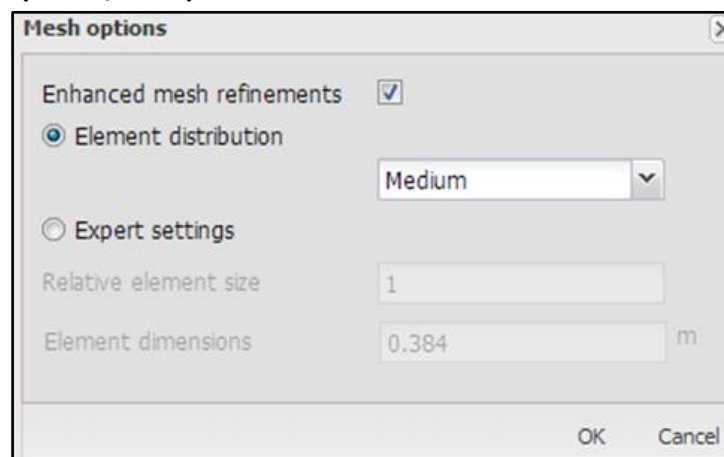 Mesh options
Enhanced mesh refinements
Element distribution
Medium
Expert settings
Relative element size 1
Element dimensions 0.384 m
OK Cancel